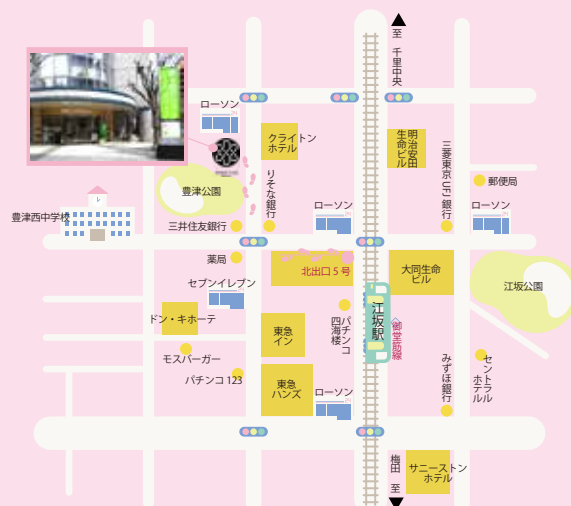 至 千里中央
ローソン
クライトン
ホテル
明治安田
生命ビル
三菱東京UFJ銀行
郵便局
りそな銀行
豊津公園
豊津西中学校
三井住友銀行
ローソン
ローソン
薬局
北出口5号
大同生命
ビル
江坂公園
セブンイレブン
ドン・キホーテ
江坂駅
御堂筋線
東急
イン
パチンコ
四海楼
モスバーガー
パチンコ123
東急
ハンズ
ローソン
みずほ銀行
セントラル
ホテル
梅田 至
サニーストン
ホテル